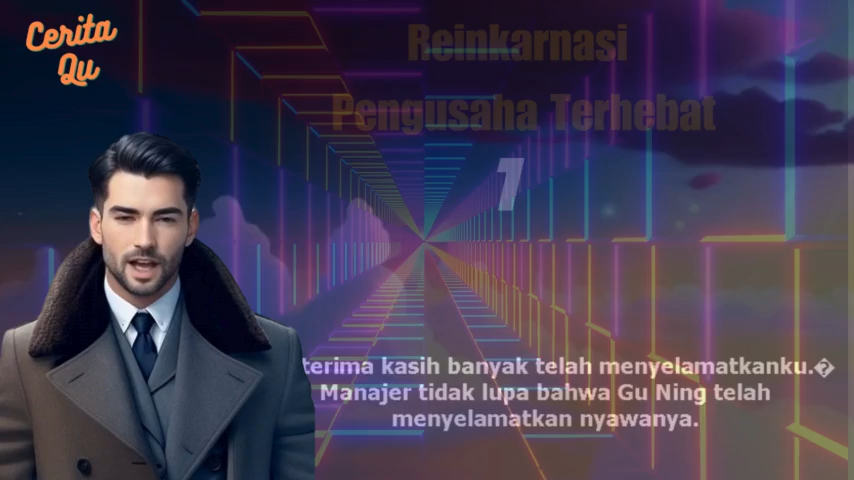 Cerita
Qu
Reinkarnasi
Pengusaha Terhebat
1
terima kasih banyak telah menyelamatkanku.�
Manajer tidak lupa bahwa Gu Ning telah
menyelamatkan nyawanya.